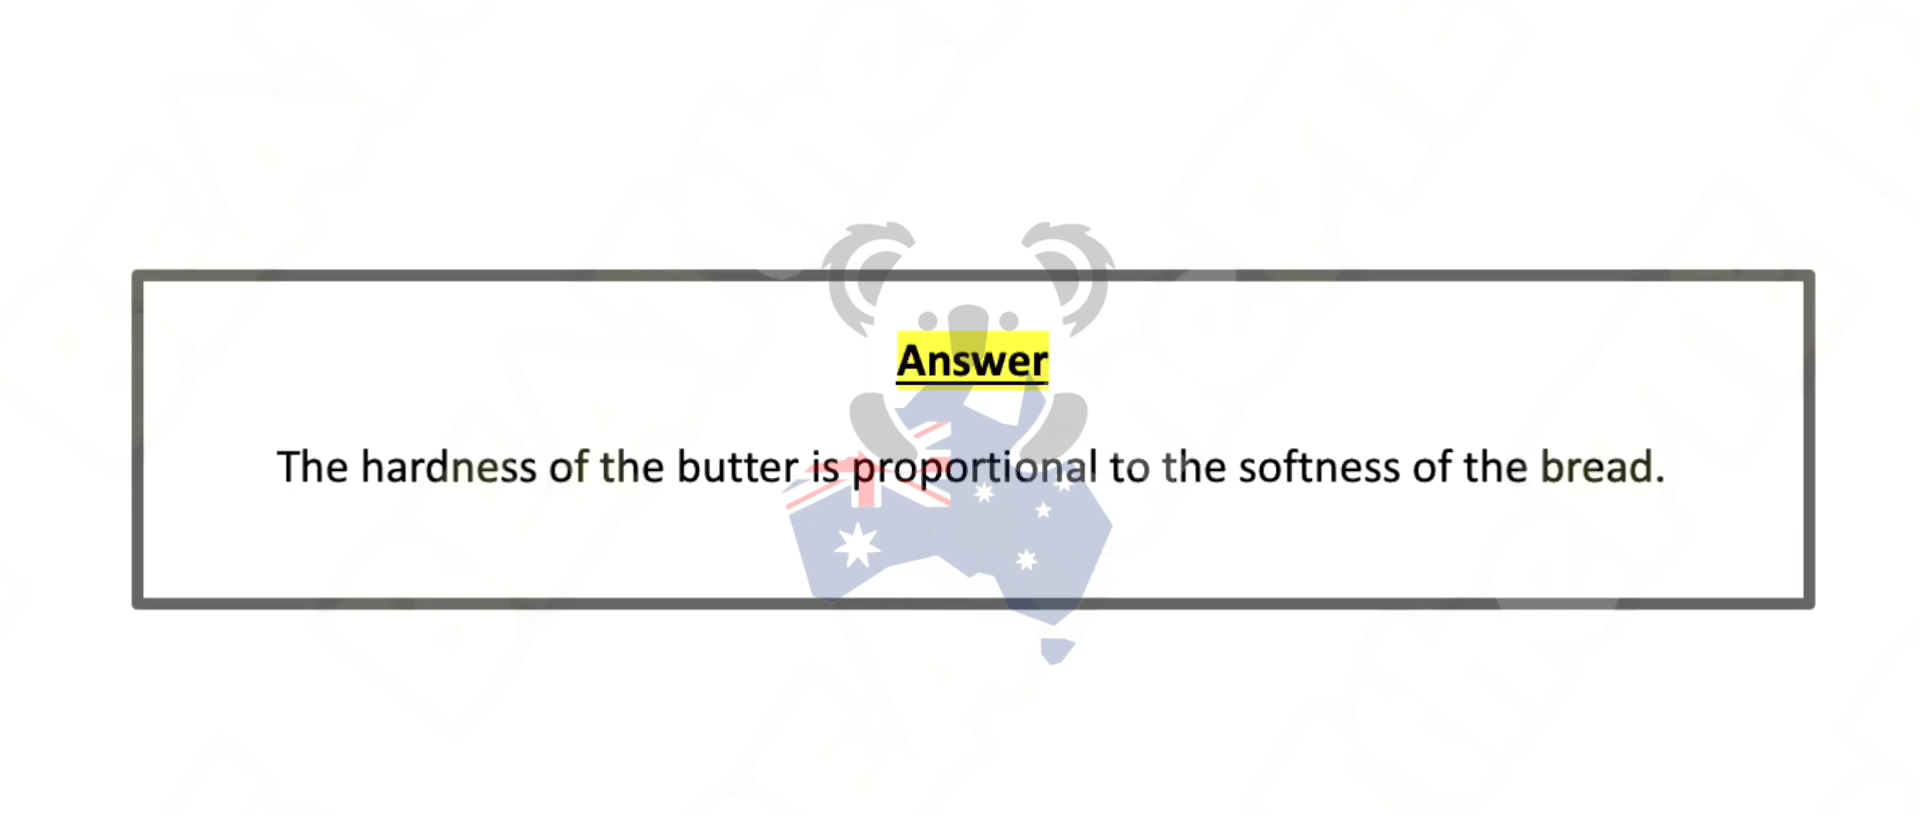 Answer
The hardness of the butter is proportional to the softness of the bread.